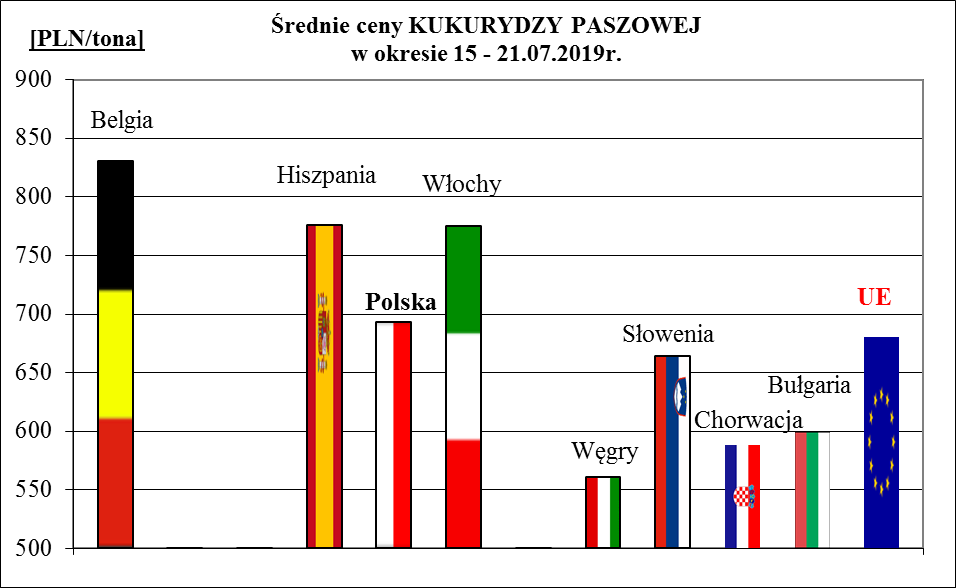 Średnie ceny KUKURYDZY PASZOWEJ
w okresie 15 - 21.07.2019r.
[PLN/tona]
900
850
800
750
700
650
600
550
500
Belgia
Hiszpania
Polska
Włochy
Węgry
Słowenia
Chorwacja
Bułgaria
UE